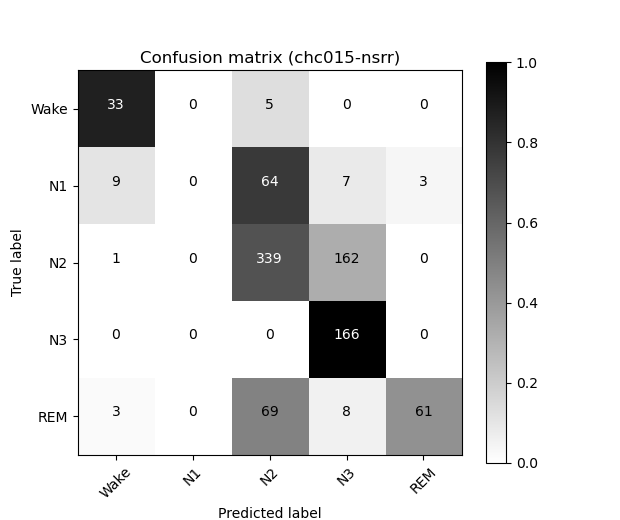 Confusion matrix (chc015-nsrr)
Wake 33 0 5 0 0
N1 9 0 64 7 3
N2 1 0 339 162 0
N3 0 0 0 166 0
REM 3 0 69 8 61
Wake N1 N2 N3 REM
True label
Predicted label
1.0
0.8
0.6
0.4
0.2
0.0